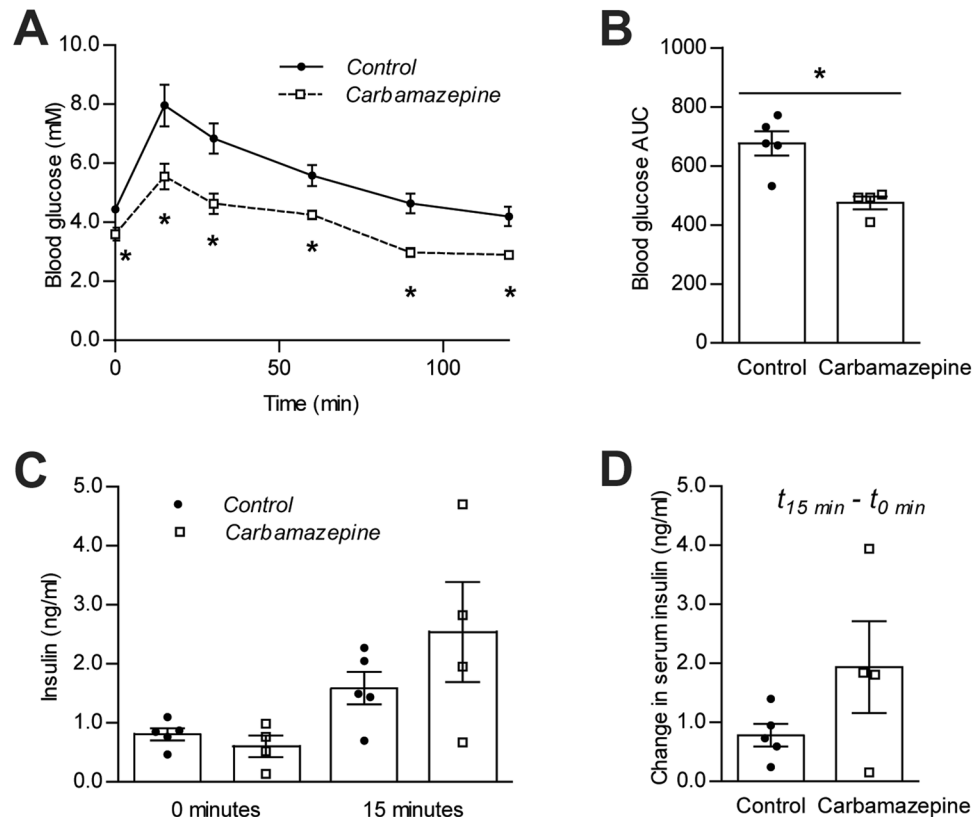 A
10.0
8.0
6.0
4.0
2.0
0.0
Blood glucose (mM)
Control
Carbamazepine
*
*
*
*
*
*
0
50
100
Time (min)
B
1000
800
600
400
200
0
Blood glucose AUC
*
Control
Carbamazepine
C
5.0
4.0
3.0
2.0
1.0
0.0
Insulin (ng/ml)
Control
Carbamazepine
0 minutes
15 minutes
D
5.0
4.0
3.0
2.0
1.0
0.0
Change in serum insulin (ng/ml)
t15 min - t0 min
Control
Carbamazepine